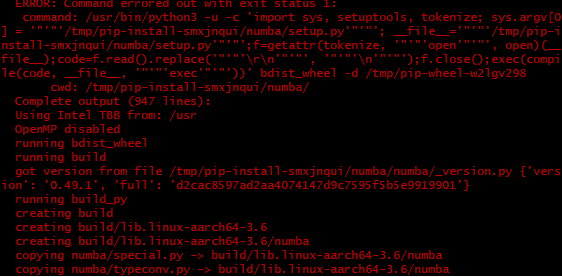 ERROR: Command errored out with exit status 1:
command: /usr/bin/python3 -u -c 'import sys, setuptools, tokenize; sys.argv[0
] = '"'"'/tmp/pip-install-smxjnqui/numba/setup.py'"'"'; __file__='"'"'/tmp/pip-i
nstall-smxjnqui/numba/setup.py'"'"';f=getattr(tokenize, '"'"'open'"'"', open)(__
file__);code=f.read().replace('"'"'\r\n'"'"', '"'"'\n'"'"');f.close();exec(compi
le(code, __file__, '"'"'exec'"'"'))' bdist_wheel -d /tmp/pip-wheel-w2lgv298
cwd: /tmp/pip-install-smxjnqui/numba/
Complete output (947 lines):
Using Intel TBB from: /usr
OpenMP disabled
running bdist_wheel
running build
got version from file /tmp/pip-install-smxjnqui/numba/numba/_version.py {'vers
ion': '0.49.1', 'full': 'd2cac8597ad2aa4074147d9c7595f5b5e9919901'}
running build_py
creating build
creating build/lib.linux-aarch64-3.6
creating build/lib.linux-aarch64-3.6/numba
copying numba/special.py -> build/lib.linux-aarch64-3.6/numba
copying numba/typeconv.py -> build/lib.linux-aarch64-3.6/numba